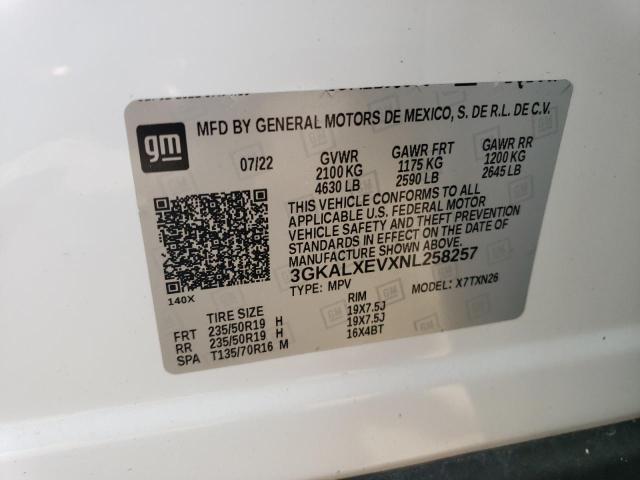 gm
MFD BY GENERAL MOTORS DE MEXICO, S. DE R.L. DE C.V.
07/22 GVWR GAWR FRT GAWR RR
2100 KG 1175 KG 1200 KG
4630 LB 2590 LB 2645 LB
THIS VEHICLE CONFORMS TO ALL
APPLICABLE U.S. FEDERAL MOTOR
VEHICLE SAFETY AND THEFT PREVENTION
STANDARDS IN EFFECT ON THE DATE OF
MANUFACTURE SHOWN ABOVE.
3GKALXEVXNL258257
140X
TYPE: MPV MODEL: X7TXN26
TIRE SIZE RIM
FRT 235/50R19 H 19X7.5J
RR 235/50R19 H 19X7.5J
SPA T135/70R16 M 16X4BT